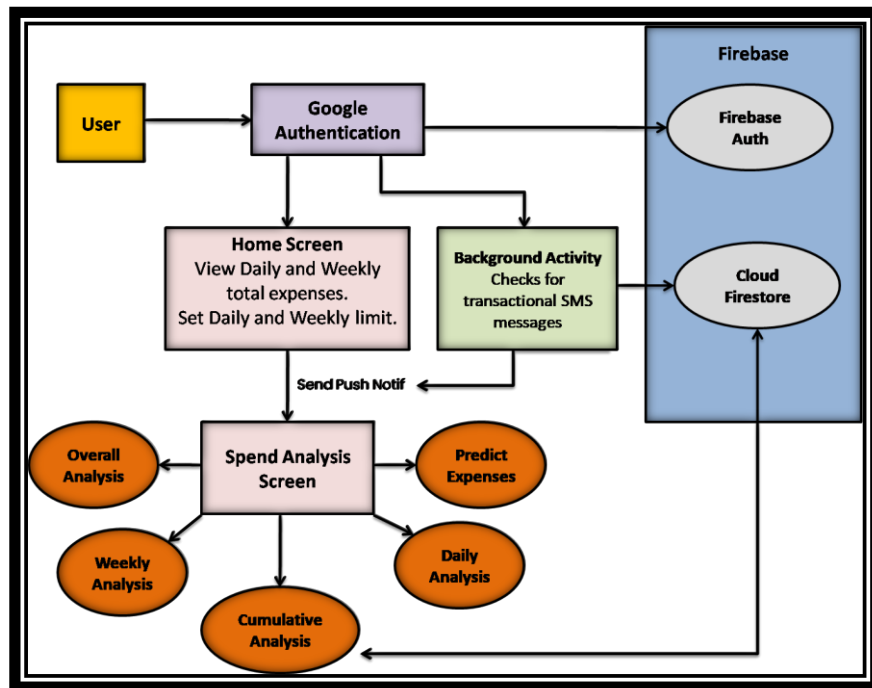 Firebase
User
Google
Authentication
Firebase
Auth
Home Screen
View Daily and Weekly
total expenses.
Set Daily and Weekly limit.
Background Activity
Checks for
transactional SMS
messages
Cloud
Firestore
Send Push Notif
Overall
Analysis
Spend Analysis
Screen
Predict
Expenses
Weekly
Analysis
Daily
Analysis
Cumulative
Analysis